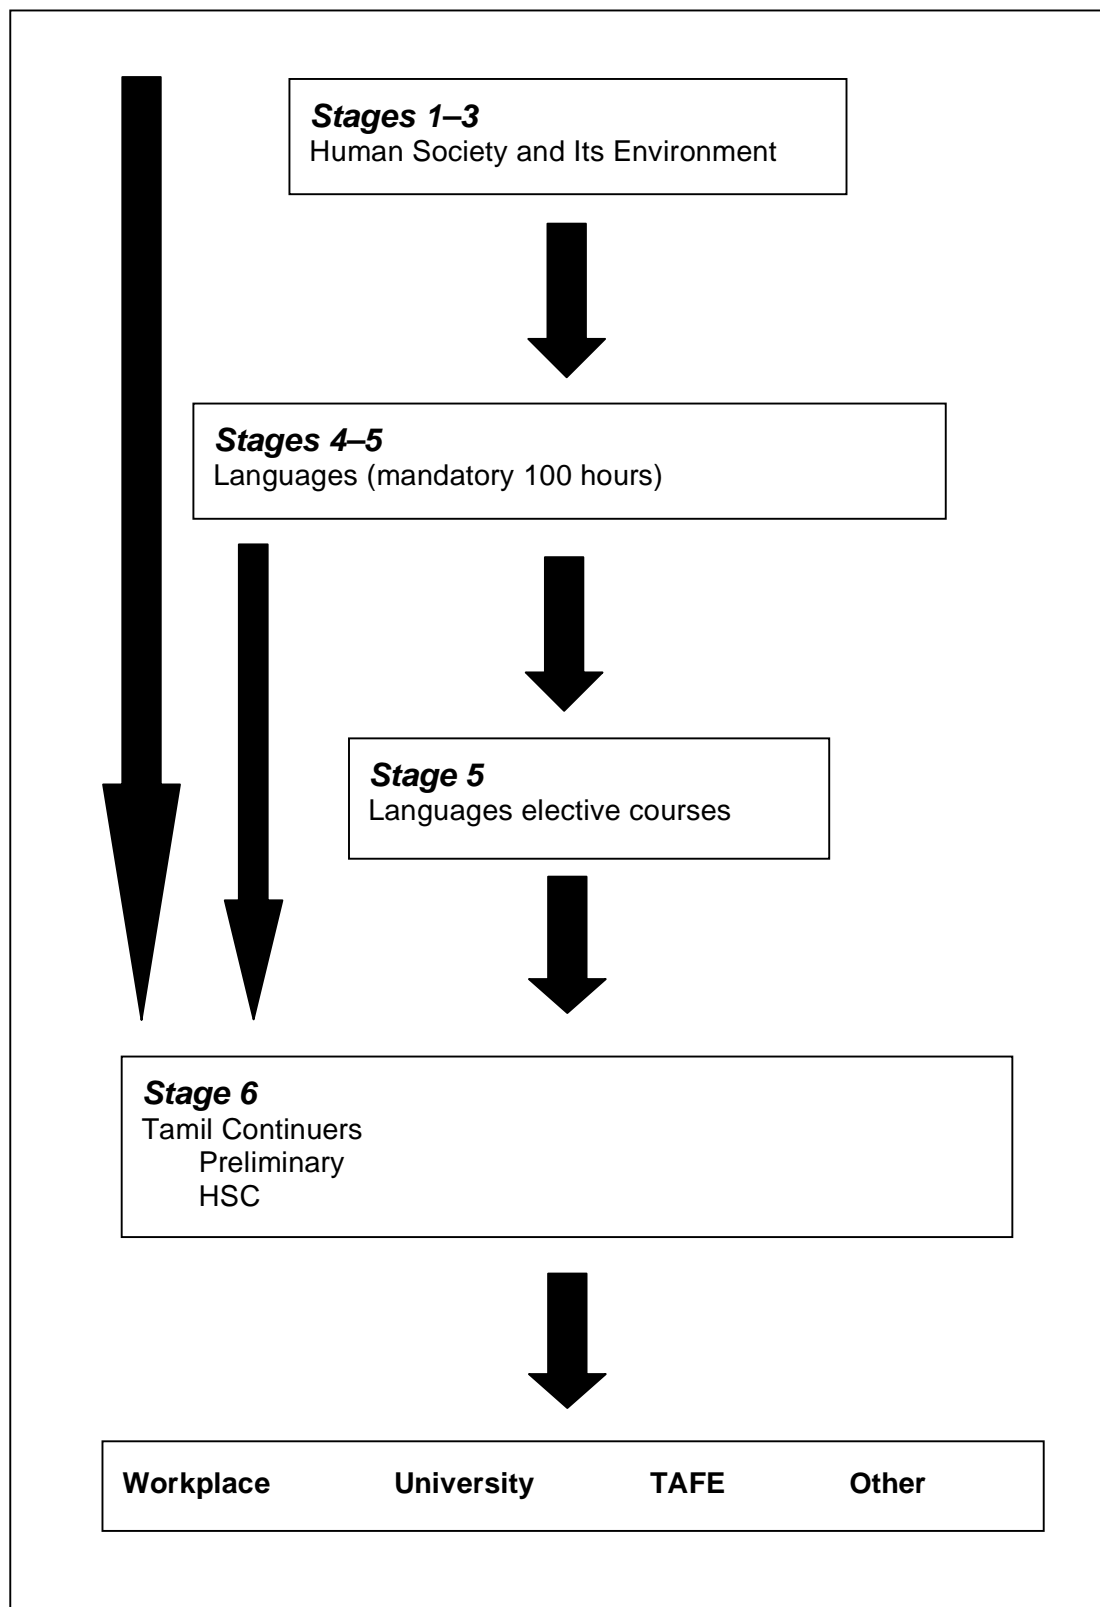 Stages 1–3
Human Society and Its Environment
Stages 4–5
Languages (mandatory 100 hours)
Stage 5
Languages elective courses
Stage 6
Tamil Continuers
Preliminary
HSC
Workplace University TAFE Other